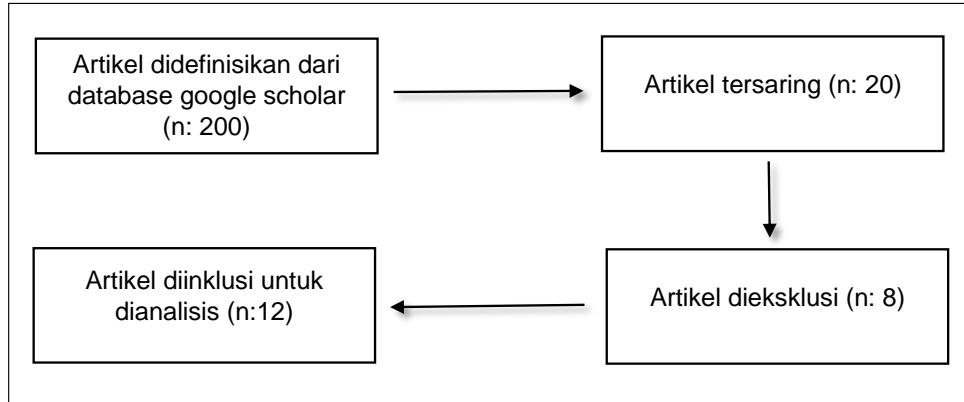 Artikel didefinisikan dari
database google scholar
(n: 200)
Artikel tersaring (n: 20)
Artikel dieksklusi (n: 8)
Artikel diinklusi untuk
dianalisis (n:12)